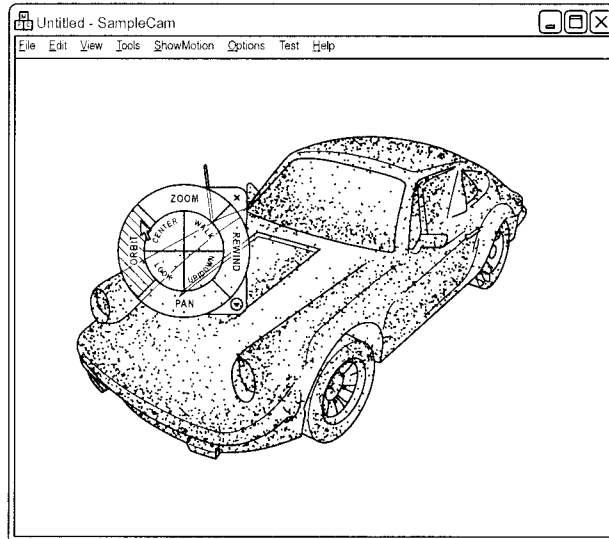 Untitled - SampleCam
File Edit View Tools ShowMotion Options Test Help
ZOOM
CENTER WALK
ORBIT
REWIND
LOOK UP/DOWN
PAN